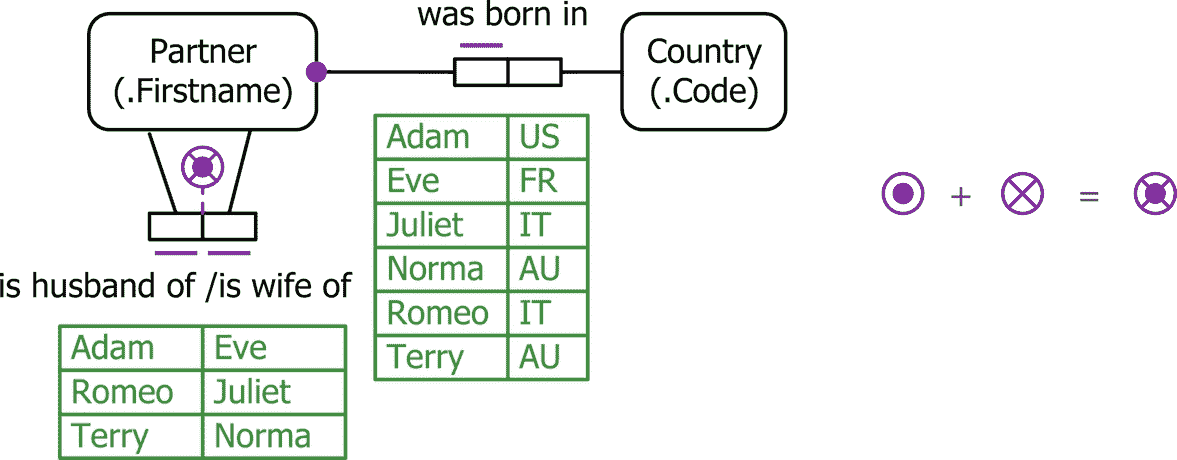 was born in
Partner
(.Firstname)
Country
(.Code)
is husband of /is wife of
Adam US
Eve FR
Juliet IT
Norma AU
Romeo IT
Terry AU
Adam Eve
Romeo Juliet
Terry Norma
+ =